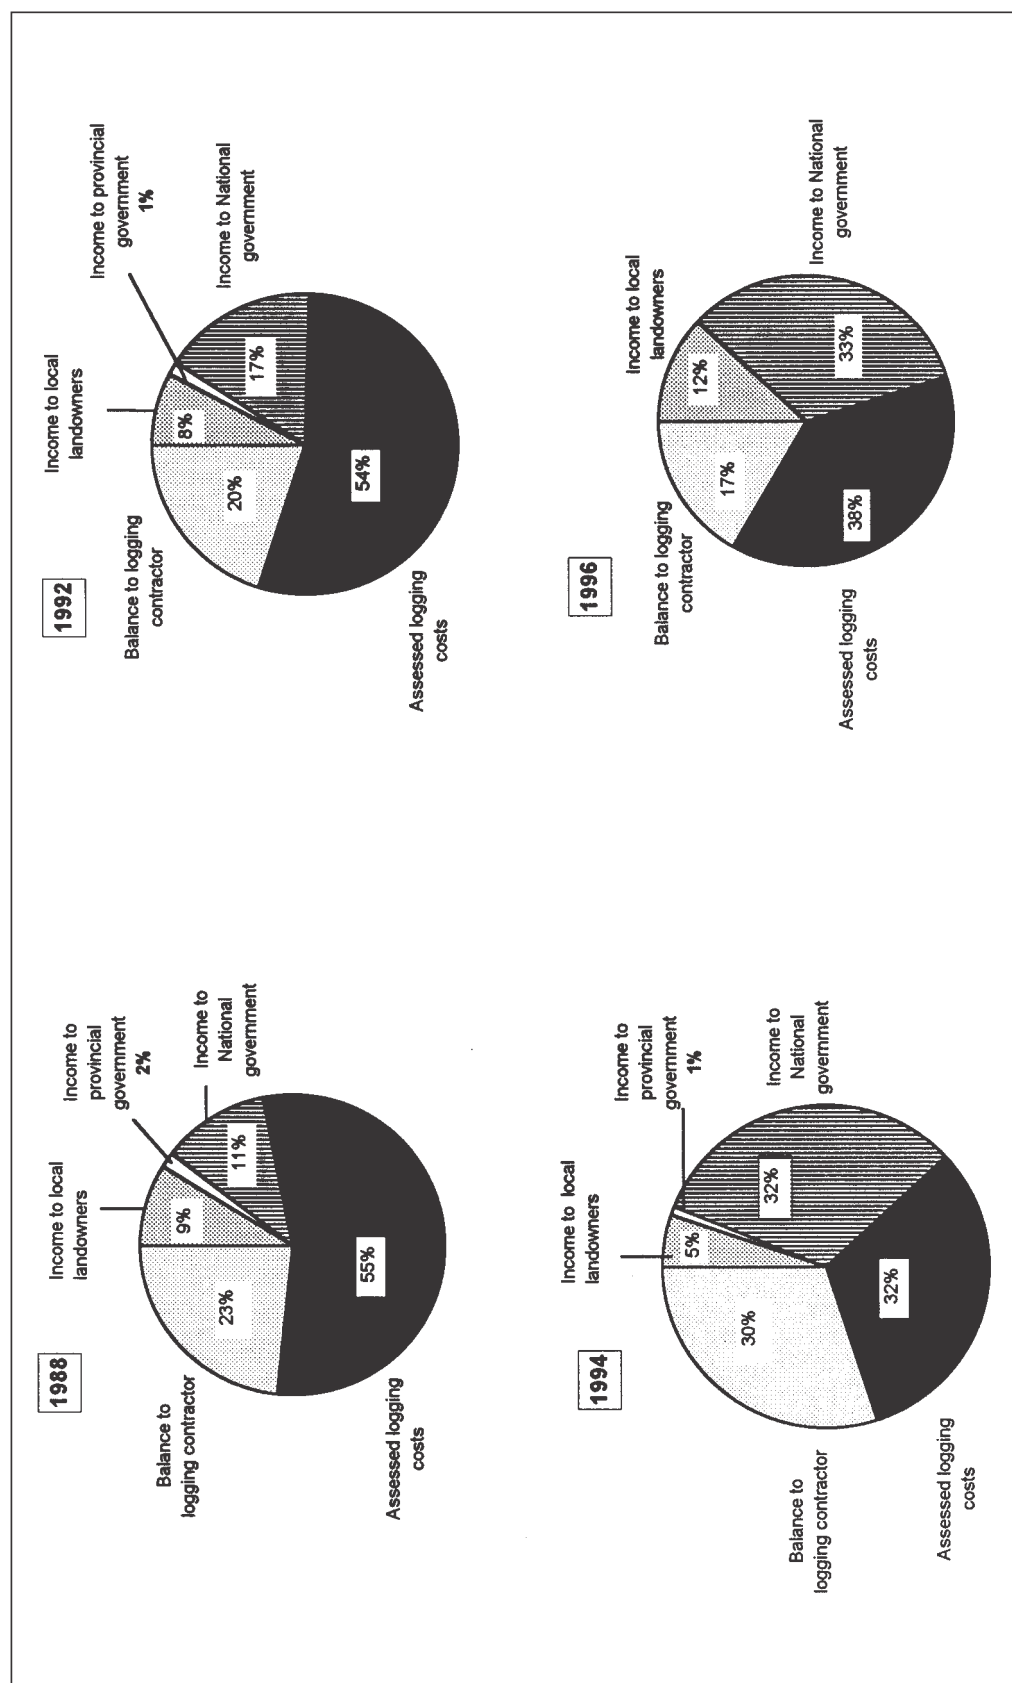 1988
Income to local
landowners
Income to
provincial
government
2%
Income to
National
government
Balance to
logging contractor
Assessed logging
costs
9%
11%
23%
55%
1992
Income to local
landowners
Income to provincial
government
1%
Income to National
government
Balance to logging
contractor
Assessed logging
costs
8%
17%
20%
54%
1994
Income to local
landowners
Income to
provincial
government
1%
Income to
National
government
Balance to
logging contractor
Assessed logging
costs
5%
32%
30%
32%
1996
Income to local
landowners
Income to National
government
Balance to logging
contractor
Assessed logging
costs
12%
33%
17%
38%